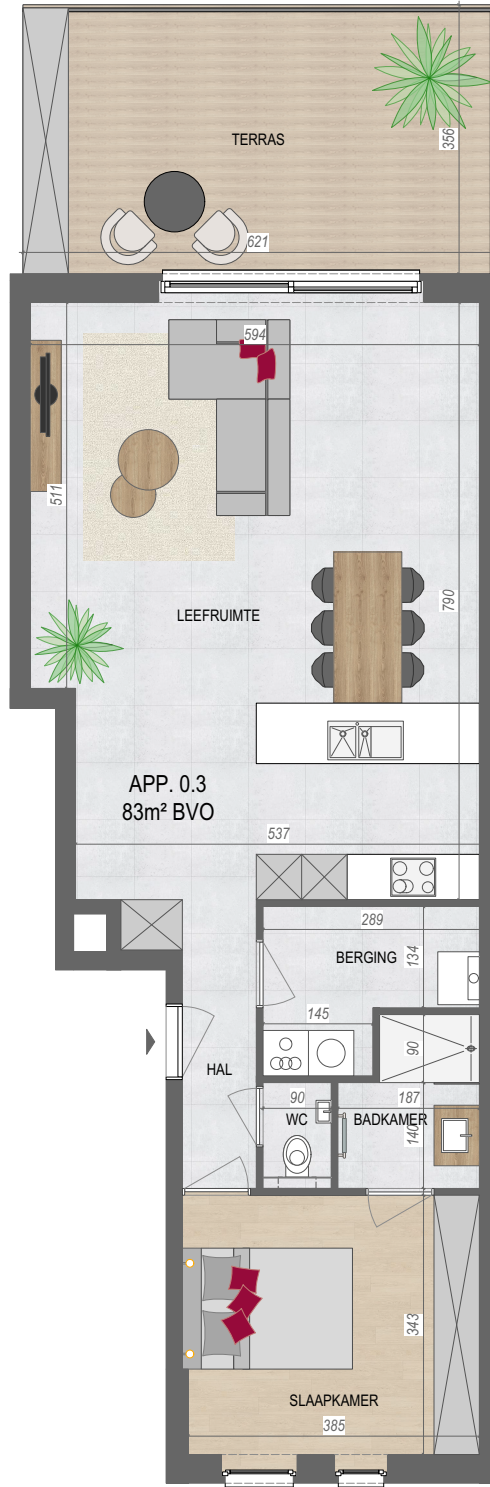 TERRAS
356
621
594
511
LEEFRUIMTE
790
APP. 0.3
83m² BVO
537
289
BERGING
134
145
90
HAL
90
187
WC
BADKAMER
140
343
SLAAPKAMER
385